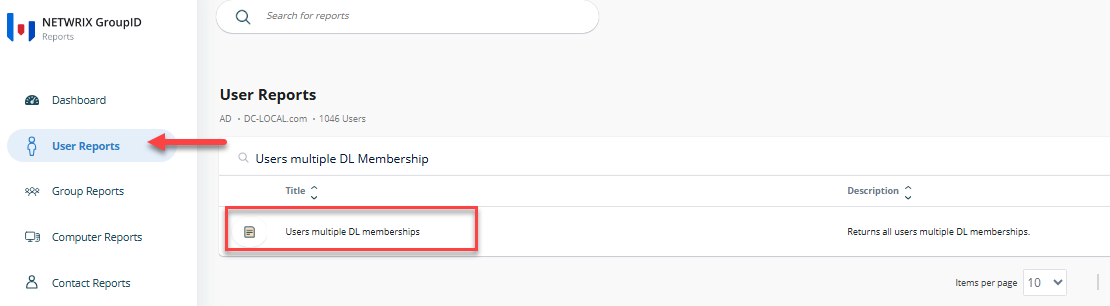 NETWRIX GroupID
Reports
Search for reports
Dashboard
User Reports
Group Reports
Computer Reports
Contact Reports
User Reports
AD • DC-LOCAL.com • 1046 Users
Users multiple DL Membership
Title Description
Users multiple DL memberships Returns all users multiple DL memberships.
Items per page 10